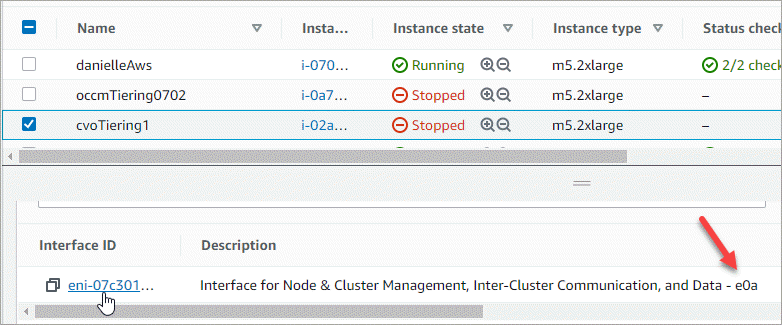 Name Insta... Instance state Instance type Status check
danielleAws i-070... Running m5.2xlarge 2/2 check
occmTiering0702 i-0a7... Stopped m5.2xlarge –
cvoTiering1 i-02a... Stopped m5.2xlarge –
Interface ID Description
eni-07c301... Interface for Node & Cluster Management, Inter-Cluster Communication, and Data - e0a